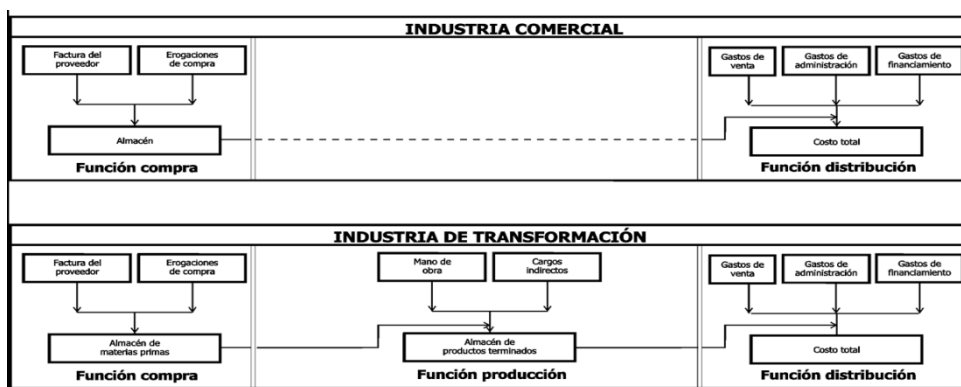 INDUSTRIA COMERCIAL
Factura del
proveedor
Erogaciones
de compra
Almacén
Función compra
Gastos de
venta
Gastos de
administración
Gastos de
financiamiento
Costo total
Función distribución
INDUSTRIA DE TRANSFORMACIÓN
Factura del
proveedor
Erogaciones
de compra
Almacén de
materias primas
Función compra
Mano de
obra
Cargos
indirectos
Almacén de
productos terminados
Función producción
Gastos de
venta
Gastos de
administración
Gastos de
financiamiento
Costo total
Función distribución